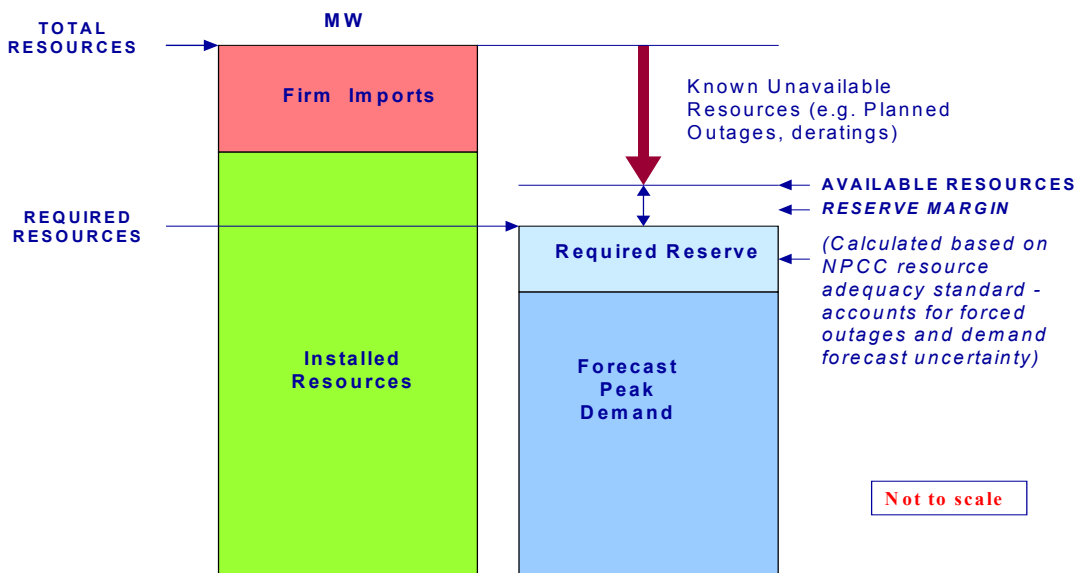 MW
TOTAL
RESOURCES
Firm Imports
Known Unavailable
Resources (e.g. Planned
Outages, deratings)
AVAILABLE RESOURCES
RESERVE MARGIN
REQUIRED
RESOURCES
Required Reserve
(Calculated based on
NPCC resource
adequacy standard -
accounts for forced
outages and demand
forecast uncertainty)
Installed
Resources
Forecast
Peak
Demand
Not to scale